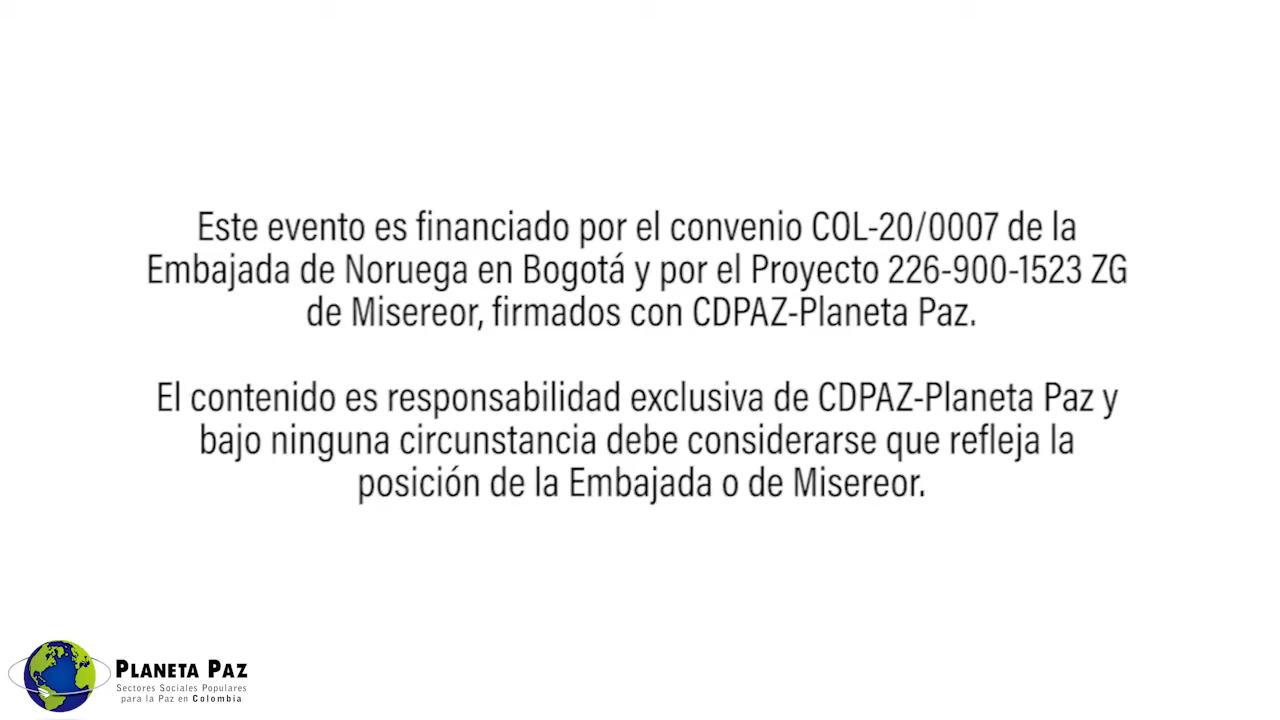 Este evento es financiado por el convenio COL-20/0007 de la
Embajada de Noruega en Bogotá y por el Proyecto 226-900-1523 ZG
de Misereor, firmados con CDPAZ-Planeta Paz.
El contenido es responsabilidad exclusiva de CDPAZ-Planeta Paz y
bajo ninguna circunstancia debe considerarse que refleja la
posición de la Embajada o de Misereor.
PLANETA PAZ
Sectores Sociales Populares
para la Paz en Colombia